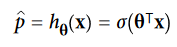 p̂ = h_θ(x) = σ(θ⊺x)